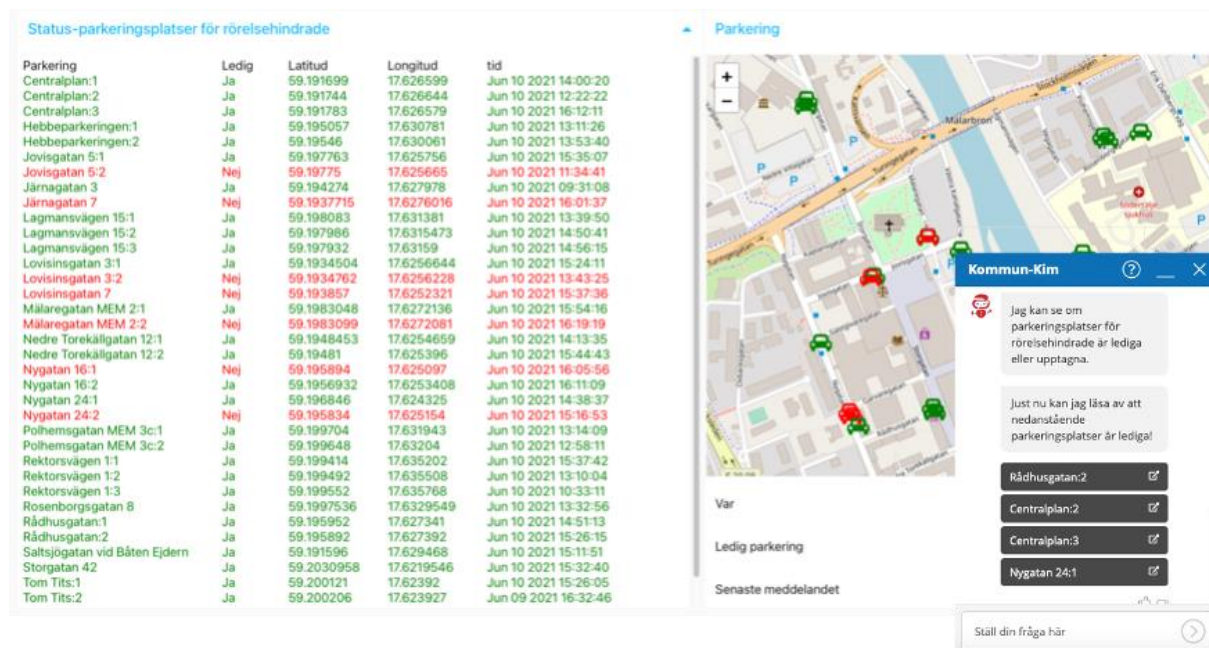 Status-parkeringsplatser för rörelsehindrade
Parkering Ledig Latitud Longitud tid
Centralplan:1 Ja 59.191699 17.626599 Jun 10 2021 14:00:20
Centralplan:2 Ja 59.191744 17.626644 Jun 10 2021 12:22:22
Centralplan:3 Ja 59.191783 17.626579 Jun 10 2021 16:12:11
Hebbeparkeringen:1 Ja 59.195057 17.630781 Jun 10 2021 13:11:26
Hebbeparkeringen:2 Ja 59.19546 17.630061 Jun 10 2021 13:53:40
Jovisgatan 5:1 Ja 59.197763 17.625756 Jun 10 2021 15:35:07
Jovisgatan 5:2 Nej 59.19775 17.625665 Jun 10 2021 11:34:41
Järnagatan 3 Ja 59.194274 17.627978 Jun 10 2021 09:31:08
Järnagatan 7 Nej 59.1937715 17.6276016 Jun 10 2021 16:01:37
Lagmansvägen 15:1 Ja 59.198083 17.631381 Jun 10 2021 13:39:50
Lagmansvägen 15:2 Ja 59.197986 17.6315473 Jun 10 2021 14:50:41
Lagmansvägen 15:3 Ja 59.197932 17.63159 Jun 10 2021 14:56:15
Lovisinsgatan 3:1 Ja 59.1934504 17.6256644 Jun 10 2021 15:24:11
Lovisinsgatan 3:2 Nej 59.1934762 17.6256228 Jun 10 2021 13:43:25
Lovisinsgatan 7 Nej 59.193857 17.6252321 Jun 10 2021 15:37:36
Mälaregatan MEM 2:1 Ja 59.1983048 17.6272136 Jun 10 2021 15:54:16
Mälaregatan MEM 2:2 Nej 59.1983099 17.6272081 Jun 10 2021 16:19:19
Nedre Torekällgatan 12:1 Ja 59.1948453 17.6254659 Jun 10 2021 14:13:35
Nedre Torekällgatan 12:2 Ja 59.19481 17.625396 Jun 10 2021 15:44:43
Nygatan 16:1 Nej 59.195894 17.625097 Jun 10 2021 16:05:56
Nygatan 16:2 Ja 59.1956932 17.6253408 Jun 10 2021 16:11:09
Nygatan 24:1 Ja 59.196846 17.624325 Jun 10 2021 14:38:37
Nygatan 24:2 Nej 59.195834 17.625154 Jun 10 2021 15:16:53
Polhemsgatan MEM 3c:1 Ja 59.199704 17.631943 Jun 10 2021 13:14:09
Polhemsgatan MEM 3c:2 Ja 59.199648 17.63204 Jun 10 2021 12:58:11
Rektorsvägen 1:1 Ja 59.199414 17.635202 Jun 10 2021 15:37:42
Rektorsvägen 1:2 Ja 59.199492 17.635508 Jun 10 2021 13:10:04
Rektorsvägen 1:3 Ja 59.199552 17.635768 Jun 10 2021 10:33:11
Rosenborgsgatan 8 Ja 59.1997536 17.6329549 Jun 10 2021 13:32:56
Rådhusgatan:1 Ja 59.195952 17.627341 Jun 10 2021 14:51:13
Rådhusgatan:2 Ja 59.195892 17.627392 Jun 10 2021 15:26:15
Saltsjögatan vid Båten Ejdern Ja 59.191596 17.629468 Jun 10 2021 15:11:51
Storgatan 42 Ja 59.2030958 17.6219546 Jun 10 2021 15:32:40
Tom Tits:1 Ja 59.200121 17.62392 Jun 10 2021 15:26:05
Tom Tits:2 Ja 59.200206 17.623927 Jun 09 2021 16:32:46
Parkering
+
−
Stockholmsvägen
Mälarbron
Turingegatan
P
P
P
P
P
Södertälje sjukhus
Rådhusgatan
Var
Ledig parkering
Senaste meddelandet
Kommun-Kim
Jag kan se om
parkeringsplatser för
rörelsehindrade är lediga
eller upptagna.
Just nu kan jag läsa av att
nedanstående
parkeringsplatser är lediga!
Rådhusgatan:2
Centralplan:2
Centralplan:3
Nygatan 24:1
Ställ din fråga här